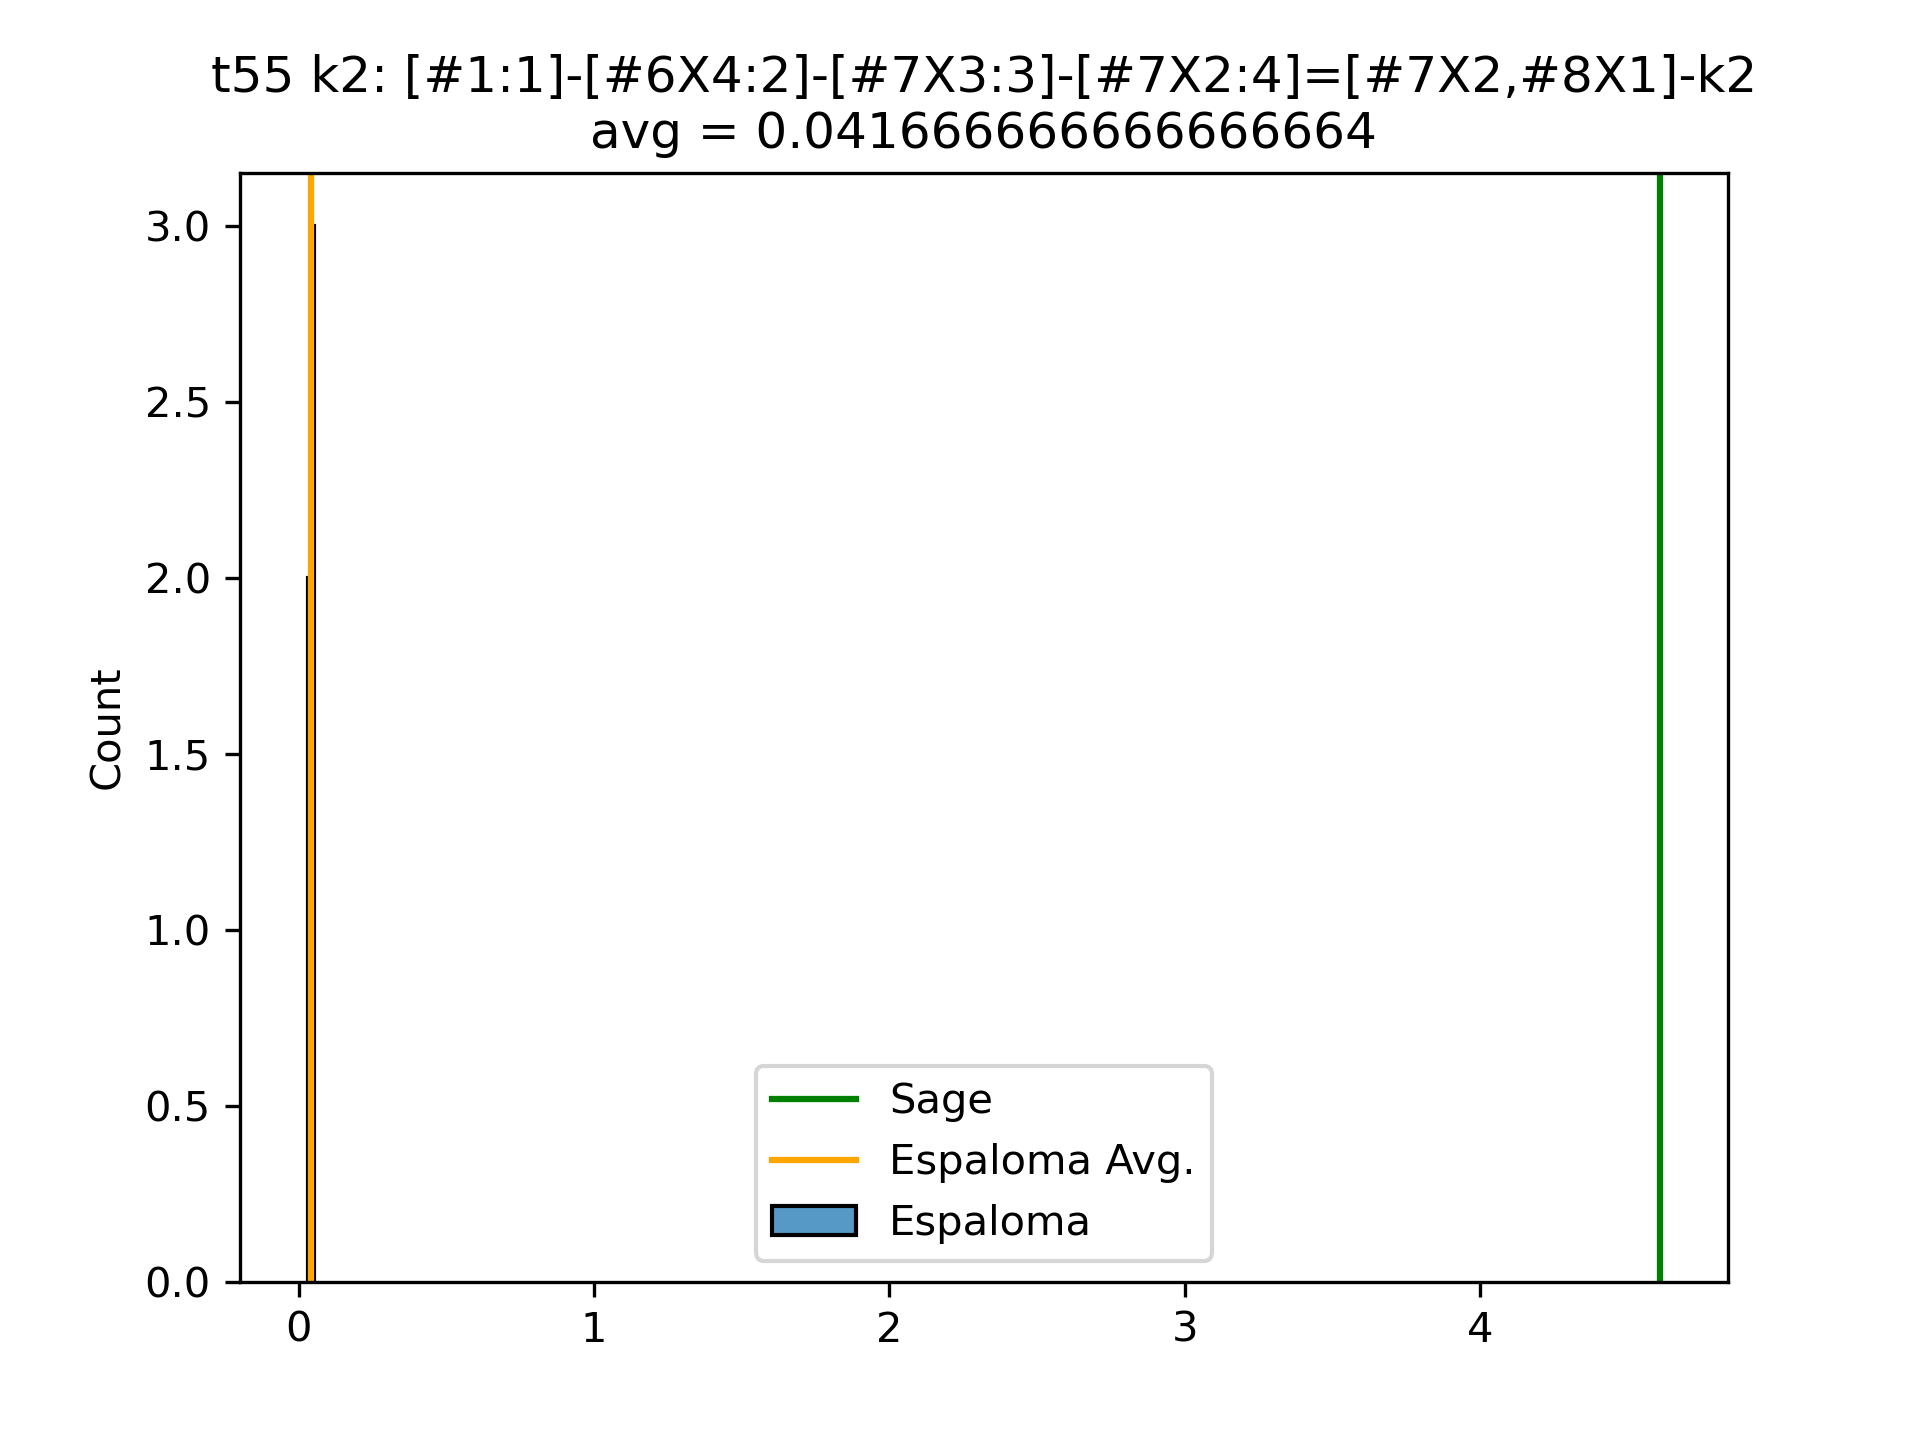 t55 k2: [#1:1]-[#6X4:2]-[#7X3:3]-[#7X2:4]=[#7X2,#8X1]-k2
avg = 0.041666666666666664
3.0
2.5
2.0
1.5
1.0
0.5
0.0
Count
Sage
Espaloma Avg.
Espaloma
0 1 2 3 4